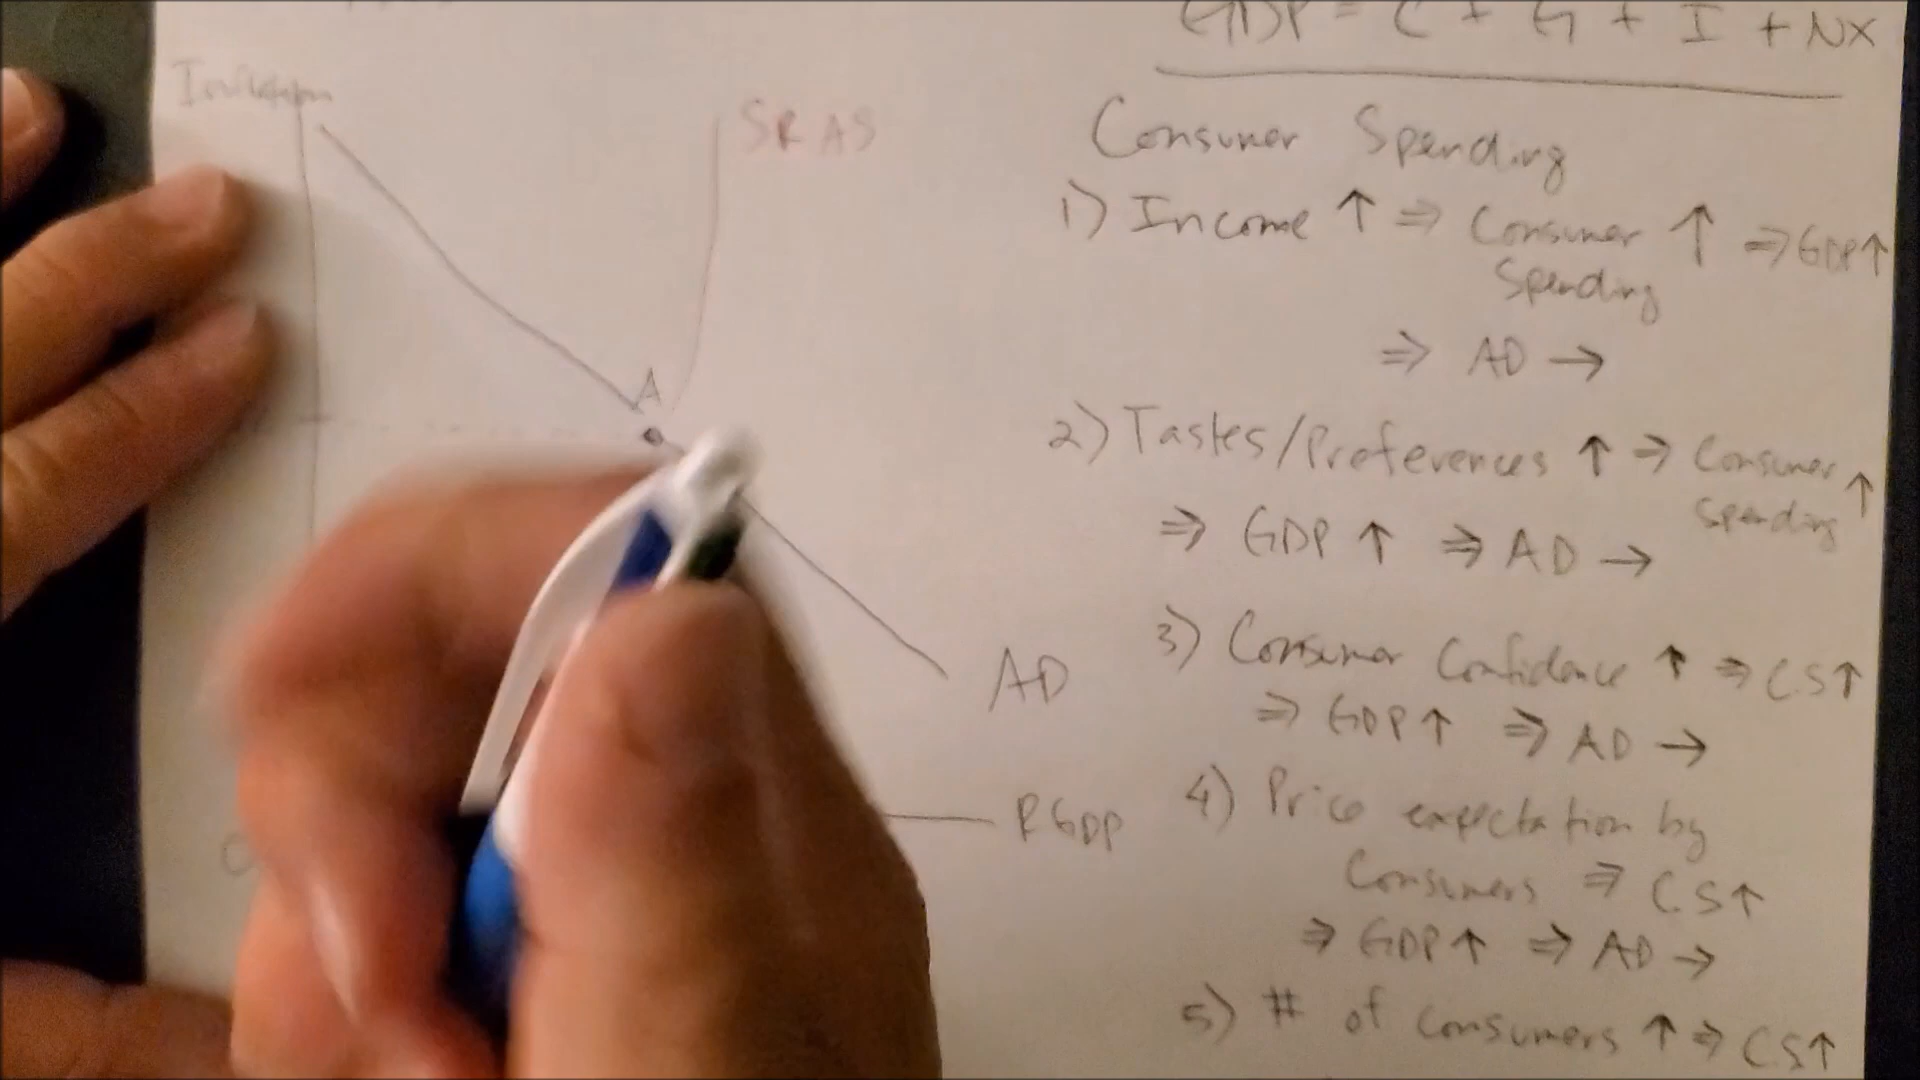 GDP = C + G + I + NX
Inflation
SRAS
A
AD
RGDP
Consumer Spending
1) Income ↑ ⇒ Consumer ↑ ⇒ GDP↑
Spending
⇒ AD →
2) Tastes/Preferences ↑ ⇒ Consumer ↑
Spending
⇒ GDP ↑ ⇒ AD →
3) Consumer Confidence ↑ ⇒ CS↑
⇒ GDP↑ ⇒ AD →
4) Price expectation by
Consumers ⇒ CS↑
⇒ GDP↑ ⇒ AD →
5) # of consumers ↑ ⇒ CS↑